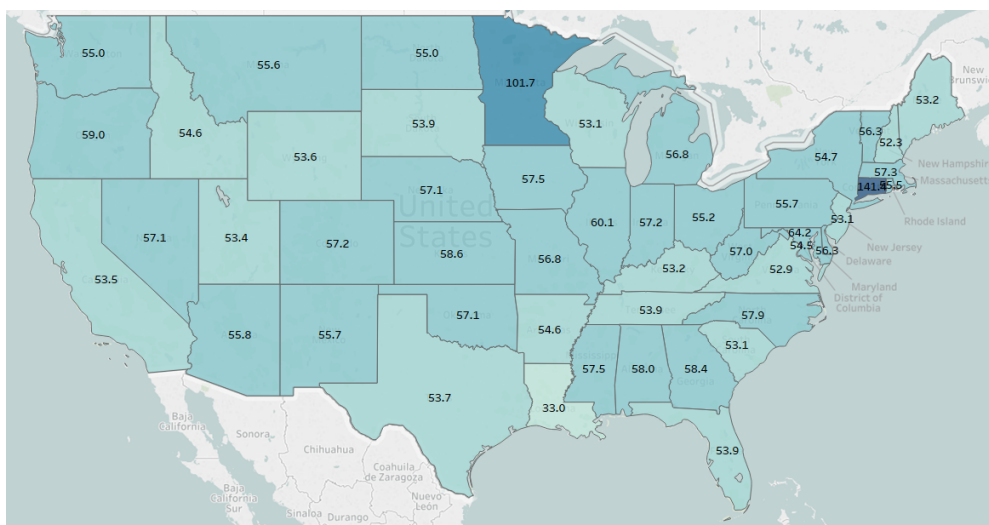 55.0
55.6
55.0
101.7
59.0
54.6
53.6
53.9
53.1
56.8
53.2
56.3
52.3
54.7
57.3
141.4
55.5
New
Brunswick
New Hampshire
Massachusetts
Rhode Island
53.5
57.1
53.4
57.2
57.1
58.6
57.5
56.8
60.1
57.2
55.2
57.0
55.7
53.1
64.2
54.5
56.3
New Jersey
Delaware
Maryland
District of
Columbia
United
States
55.8
55.7
57.1
54.6
53.2
53.9
52.9
57.9
53.1
53.7
33.0
57.5
58.0
58.4
Georgia
53.9
Baja
California
Sonora
Chihuahua
Coahuila
de Zaragoza
Baja
California
Sur
Sinaloa
Durango
Nuevo
León